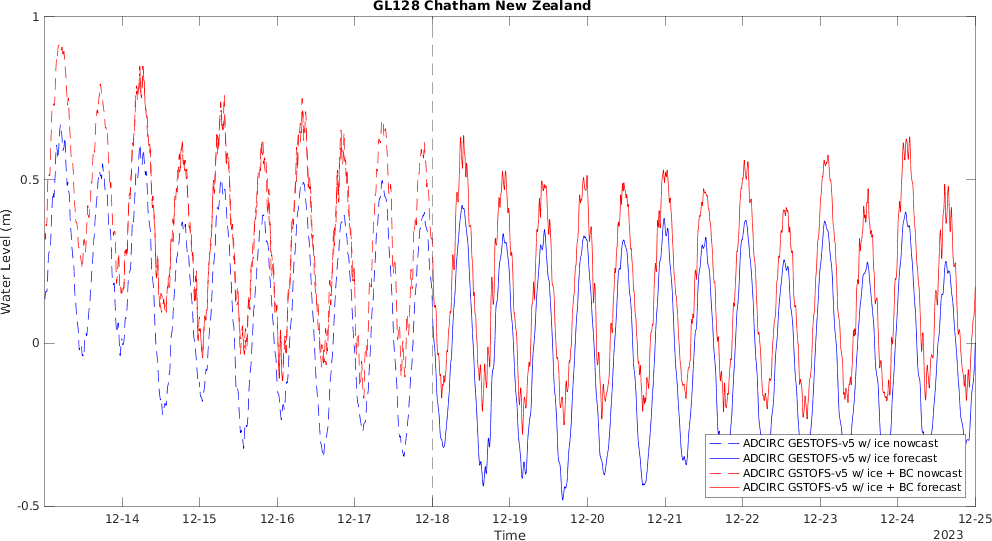 GL128 Chatham New Zealand
1
0.5
0
-0.5
Water Level (m)
ADCIRC GESTOFS-v5 w/ ice nowcast
ADCIRC GESTOFS-v5 w/ ice forecast
ADCIRC GSTOFS-v5 w/ ice + BC nowcast
ADCIRC GSTOFS-v5 w/ ice + BC forecast
12-14 12-15 12-16 12-17 12-18 12-19 12-20 12-21 12-22 12-23 12-24 12-25
Time
2023